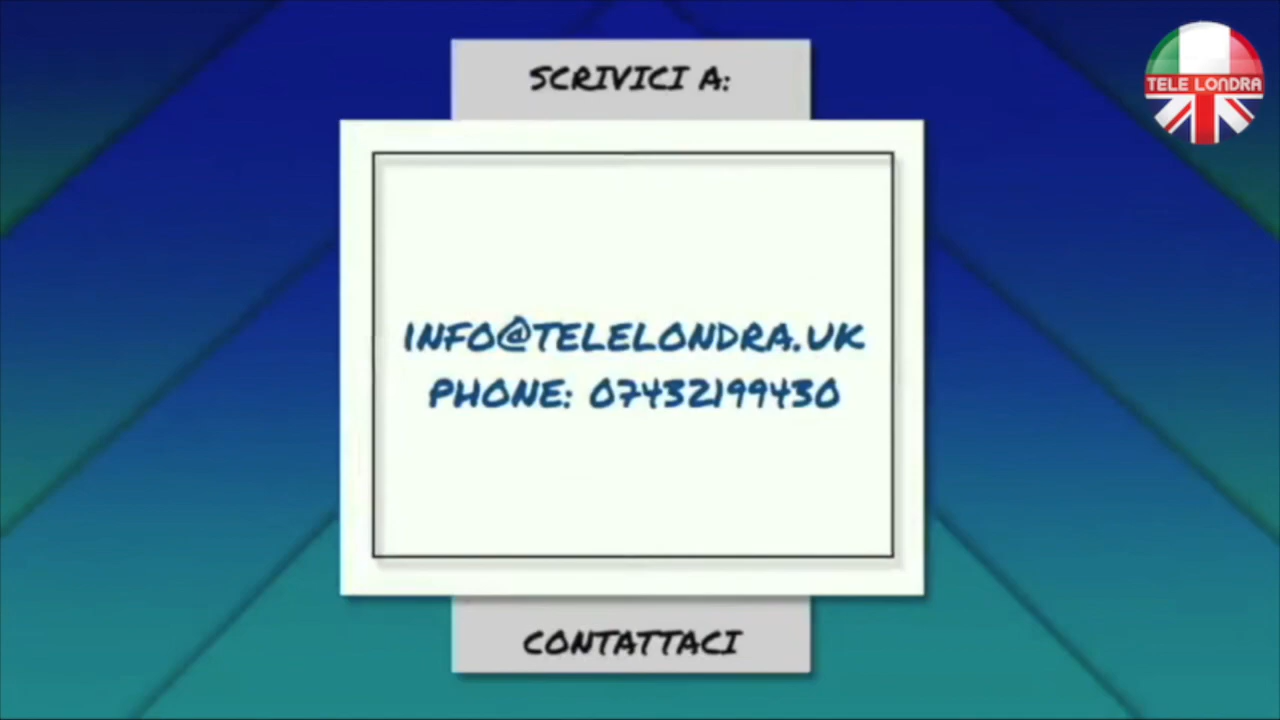 SCRIVICI A:
TELE LONDRA
INFO@TELELONDRA.UK
PHONE: 07432199430
CONTATTACI